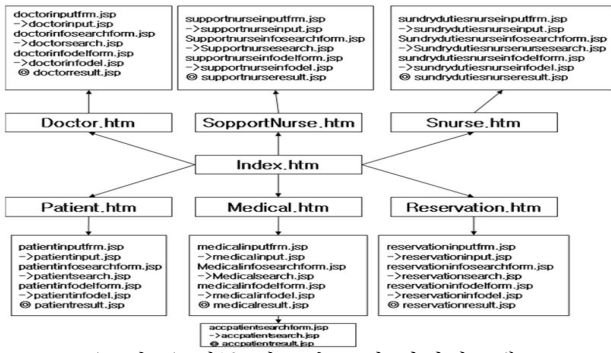 doctorinputfrm.jsp
->doctorinput.jsp
doctorinfosearchform.jsp
->doctorsearch.jsp
doctorinfodelform.jsp
->doctorinfodel.jsp
@ doctorresult.jsp
supportnurseinputfrm.jsp
->supportnurseinput.jsp
Supportnurseinfosearchform.jsp
->Supportnursesearch.jsp
supportnurseinfodelform.jsp
->supportnurseinfodel.jsp
@ supportnurseresult.jsp
sundrydutiesnurseinputfrm.jsp
->sundrydutiesnurseinput.jsp
Sundrydutiesnurseinfosearchform.jsp
->Sundrydutiesnursenursesearch.jsp
sundrydutiesnurseinfodelform.jsp
->sundrydutiesnurseinfodel.jsp
@ sundrydutiesnurseresult.jsp
Doctor.htm
SopportNurse.htm
Snurse.htm
Index.htm
Patient.htm
Medical.htm
Reservation.htm
patientinputfrm.jsp
->patientinput.jsp
patientinfosearchform.jsp
->patientsearch.jsp
patientinfodelform.jsp
->patientinfodel.jsp
@ patientresult.jsp
medicalinputfrm.jsp
->medicalinput.jsp
Medicalinfosearchform.jsp
->Medicalsearch.jsp
medicalinfodelform.jsp
->medicalinfodel.jsp
@ medicalresult.jsp
reservationinputfrm.jsp
->reservationinput.jsp
reservationinfosearchform.jsp
->reservationsearch.jsp
reservationinfodelform.jsp
->reservationinfodel.jsp
@ reservationresult.jsp
accpatientsearchform.jsp
->accpatientsearch.jsp
@ accpatientresult.jsp